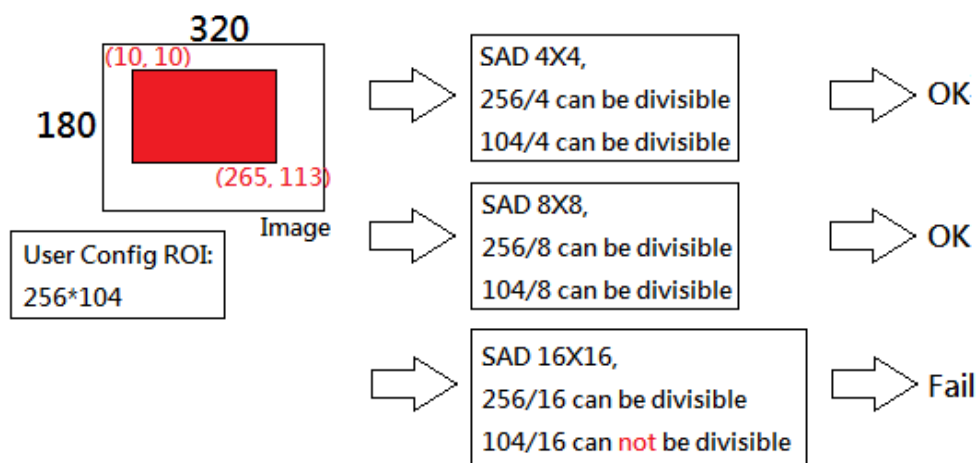 320
(10, 10)
180
(265, 113)
Image
User Config ROI:
256*104
SAD 4X4,
256/4 can be divisible
104/4 can be divisible
OK
SAD 8X8,
256/8 can be divisible
104/8 can be divisible
OK
SAD 16X16,
256/16 can be divisible
104/16 can not be divisible
Fail